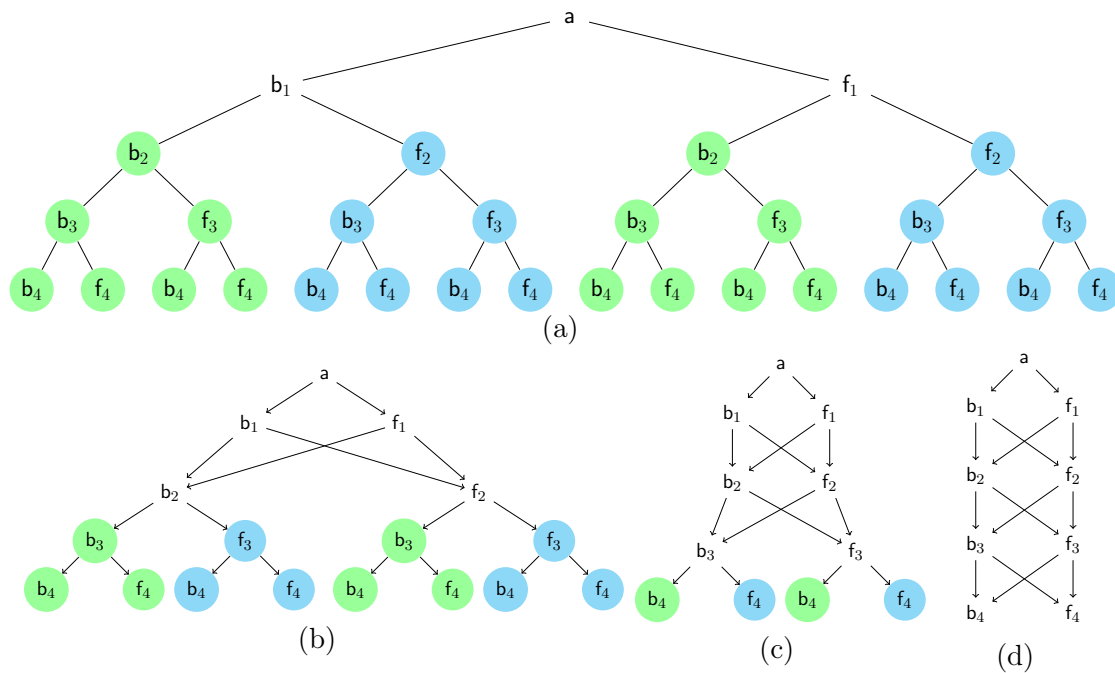 a
b₁ f₁
b₂ f₂ b₂ f₂
b₃ f₃ b₃ f₃ b₃ f₃ b₃ f₃
b₄ f₄ b₄ f₄ b₄ f₄ b₄ f₄ b₄ f₄ b₄ f₄ b₄ f₄ b₄ f₄
(a)
a
b₁ f₁
b₂ f₂
b₃ f₃ b₃ f₃
b₄ f₄ b₄ f₄ b₄ f₄ b₄ f₄
(b)
a
b₁ f₁
b₂ f₂
b₃ f₃
b₄ f₄ b₄ f₄
(c)
a
b₁ f₁
b₂ f₂
b₃ f₃
b₄ f₄
(d)